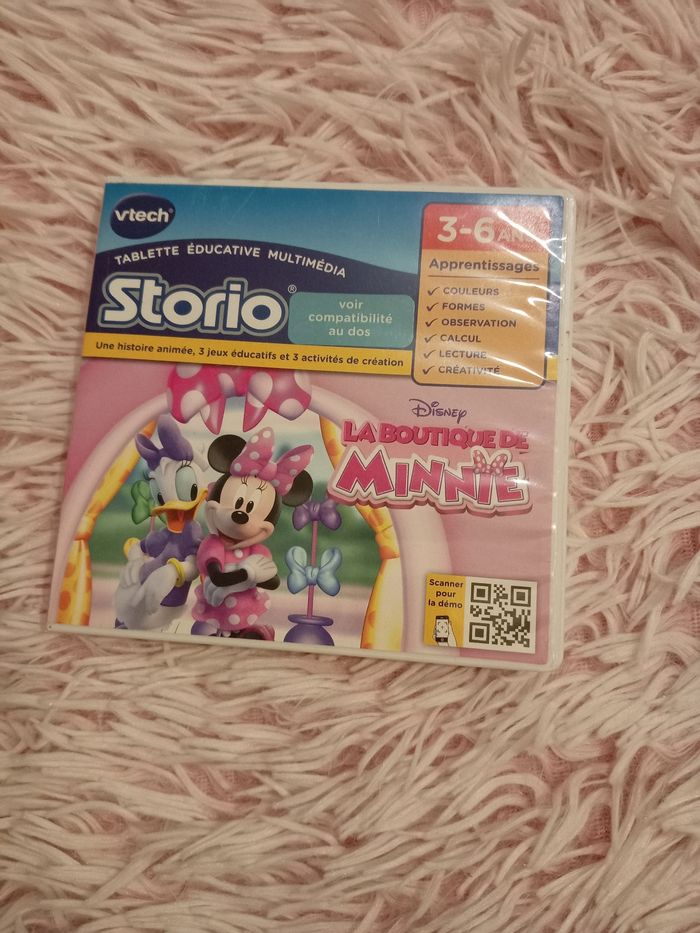 vtech
TABLETTE ÉDUCATIVE MULTIMÉDIA
Storio®
voir
compatibilité
au dos
Une histoire animée, 3 jeux éducatifs et 3 activités de création
3-6 ANS
Apprentissages
✓ COULEURS
✓ FORMES
✓ OBSERVATION
✓ CALCUL
✓ LECTURE
✓ CRÉATIVITÉ
Disney
LA BOUTIQUE DE
MINNIE
Scanner
pour
la démo